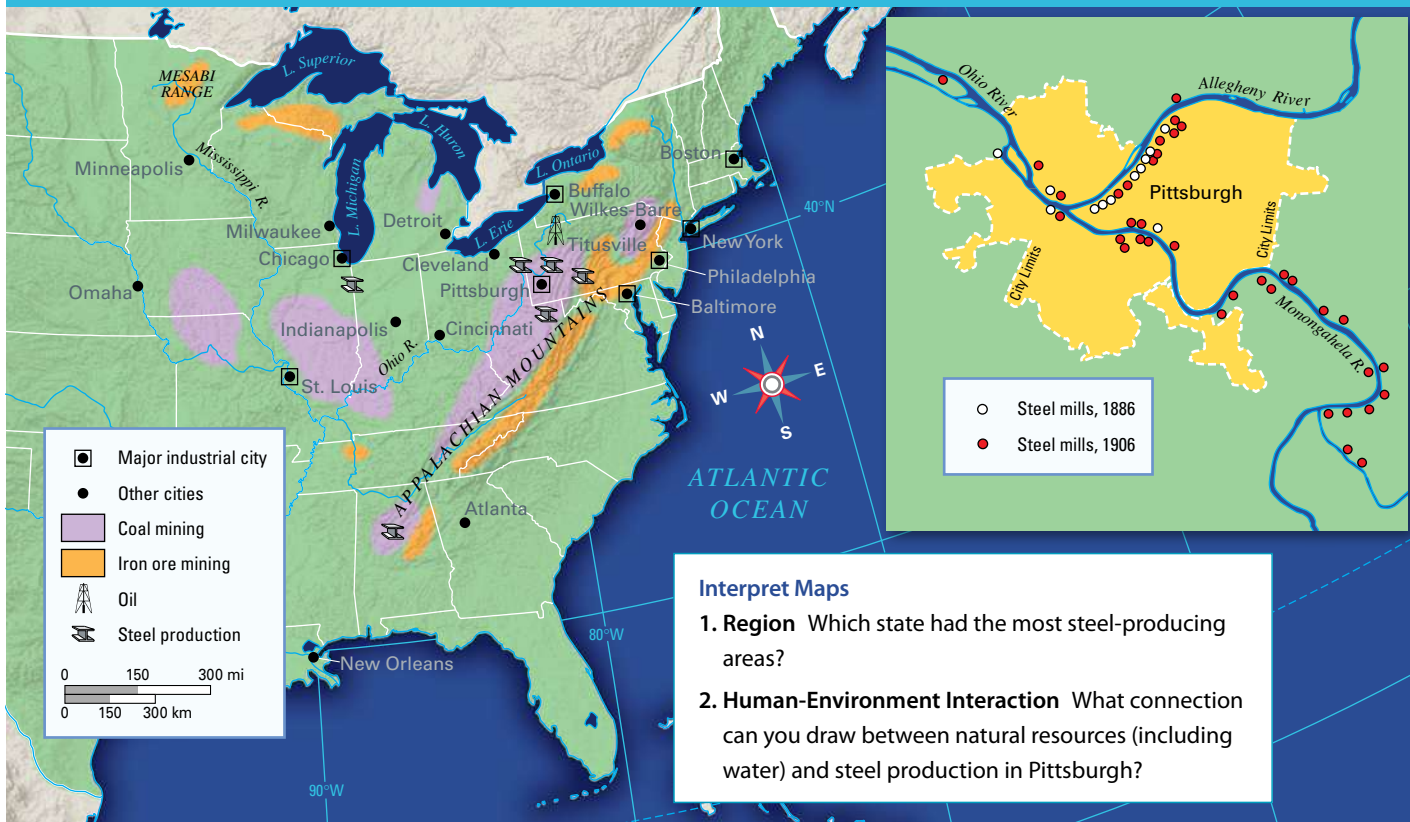 MESABI
RANGE
L. Superior
Minneapolis
Mississippi R.
L. Michigan
L. Huron
L. Ontario
Boston
Buffalo
Wilkes-Barre
40°N
Milwaukee
Detroit
L. Erie
Titusville
New York
Chicago
Cleveland
Philadelphia
Omaha
Pittsburgh
Baltimore
Indianapolis
Cincinnati
Ohio R.
St. Louis
APPALACHIAN MOUNTAINS
N
E
W
S
ATLANTIC
OCEAN
Atlanta
80°W
New Orleans
90°W
Major industrial city
Other cities
Coal mining
Iron ore mining
Oil
Steel production
0 150 300 mi
0 150 300 km
Ohio River
Allegheny River
Pittsburgh
City Limits
City Limits
Monongahela R.
Steel mills, 1886
Steel mills, 1906
Interpret Maps
1. Region Which state had the most steel-producing
areas?
2. Human-Environment Interaction What connection
can you draw between natural resources (including
water) and steel production in Pittsburgh?